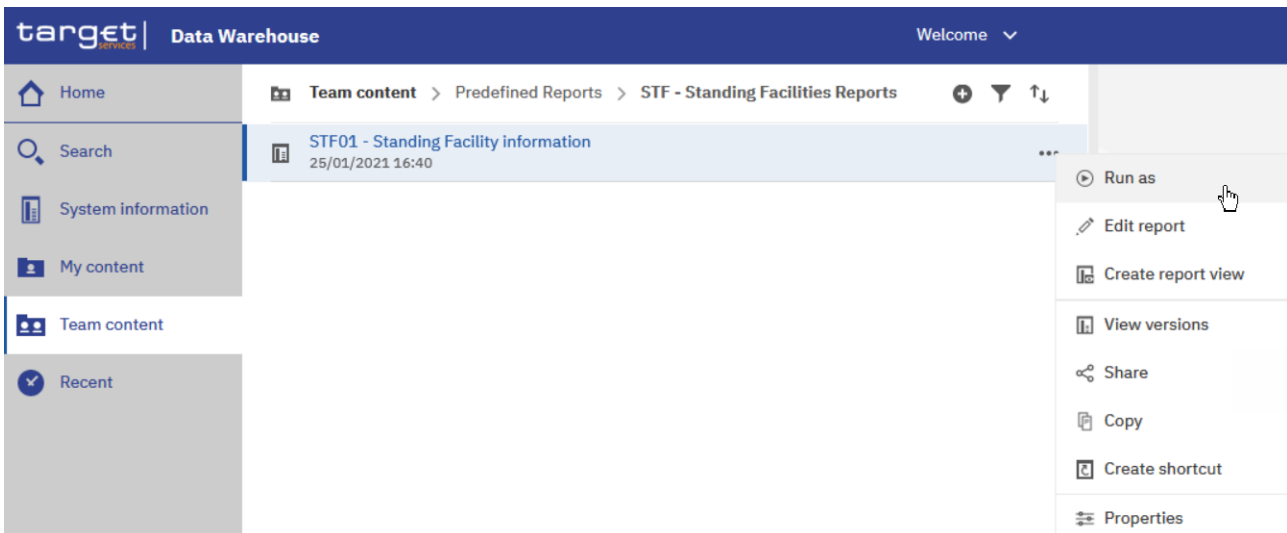 target| Data Warehouse Welcome
services
Home
Search
System information
My content
Team content
Recent
Team content > Predefined Reports > STF - Standing Facilities Reports
STF01 - Standing Facility information
25/01/2021 16:40
Run as
Edit report
Create report view
View versions
Share
Copy
Create shortcut
Properties